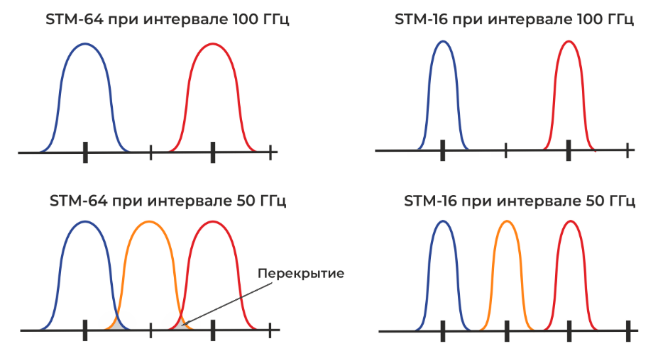 STM-64 при интервале 100 ГГц
STM-16 при интервале 100 ГГц
STM-64 при интервале 50 ГГц
STM-16 при интервале 50 ГГц
Перекрытие